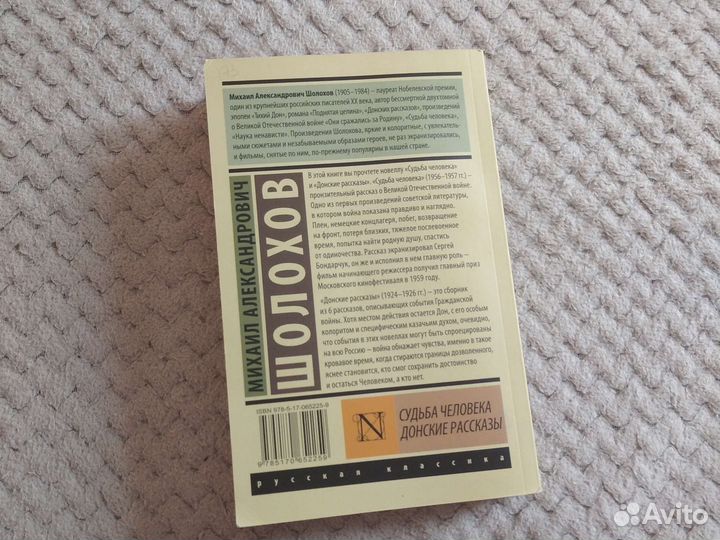 Михаил Александрович Шолохов (1905–1984) – лауреат Нобелевской премии,
один из крупнейших российских писателей XX века, автор бессмертной двухтомной
эпопеи «Тихий Дон», романа «Поднятая целина», «Донских рассказов», произведений
о Великой Отечественной войне «Они сражались за Родину», «Судьба человека»,
«Наука ненависти». Произведения Шолохова, яркие и колоритные, с увлекатель-
ными сюжетами и незабываемыми образами героев, не раз экранизировались,
и фильмы, снятые по ним, по-прежнему популярны в нашей стране.
МИХАИЛ АЛЕКСАНДРОВИЧ
ШОЛОХОВ
В этой книге вы прочтете новеллу «Судьба человека»
и «Донские рассказы». «Судьба человека» (1956–1957 гг.) –
пронзительный рассказ о Великой Отечественной войне.
Одно из первых произведений советской литературы,
в котором война показана правдиво и наглядно.
Плен, немецкие концлагеря, побег, возвращение
на фронт, потеря близких, тяжелое послевоенное
время, попытка найти родную душу, спастись
от одиночества. Рассказ экранизировал Сергей
Бондарчук, он же и исполнил в нем главную роль –
фильм начинающего режиссера получил главный приз
Московского кинофестиваля в 1959 году.
«Донские рассказы» (1924–1926 гг.) – это сборник
из 6 рассказов, описывающих события Гражданской
войны. Хотя местом действия остается Дон, с его особым
колоритом и специфическим казачьим духом, очевидно,
что события в этих новеллах могут быть спроецированы
на всю Россию – война обнажает чувства, именно в такое
кровавое время, когда стираются границы дозволенного,
яснее становится, кто смог сохранить достоинство
и остаться Человеком, а кто нет.
ISBN 978-5-17-065225-9
9 785170 652259
N
СУДЬБА ЧЕЛОВЕКА
ДОНСКИЕ РАССКАЗЫ
русская классика
Avito